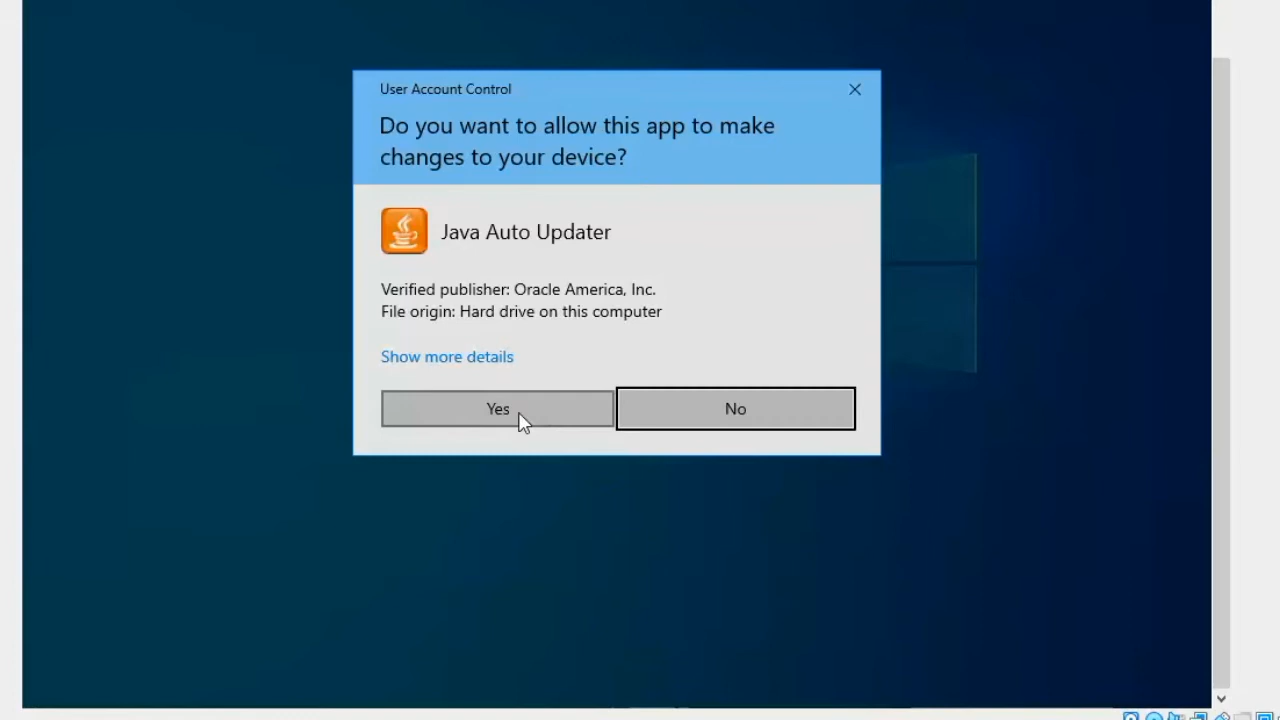 User Account Control
Do you want to allow this app to make
changes to your device?
Java Auto Updater
Verified publisher: Oracle America, Inc.
File origin: Hard drive on this computer
Show more details
Yes
No